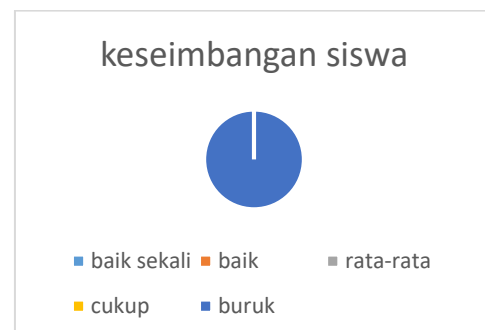 keseimbangan siswa
baik sekali baik rata-rata
cukup buruk